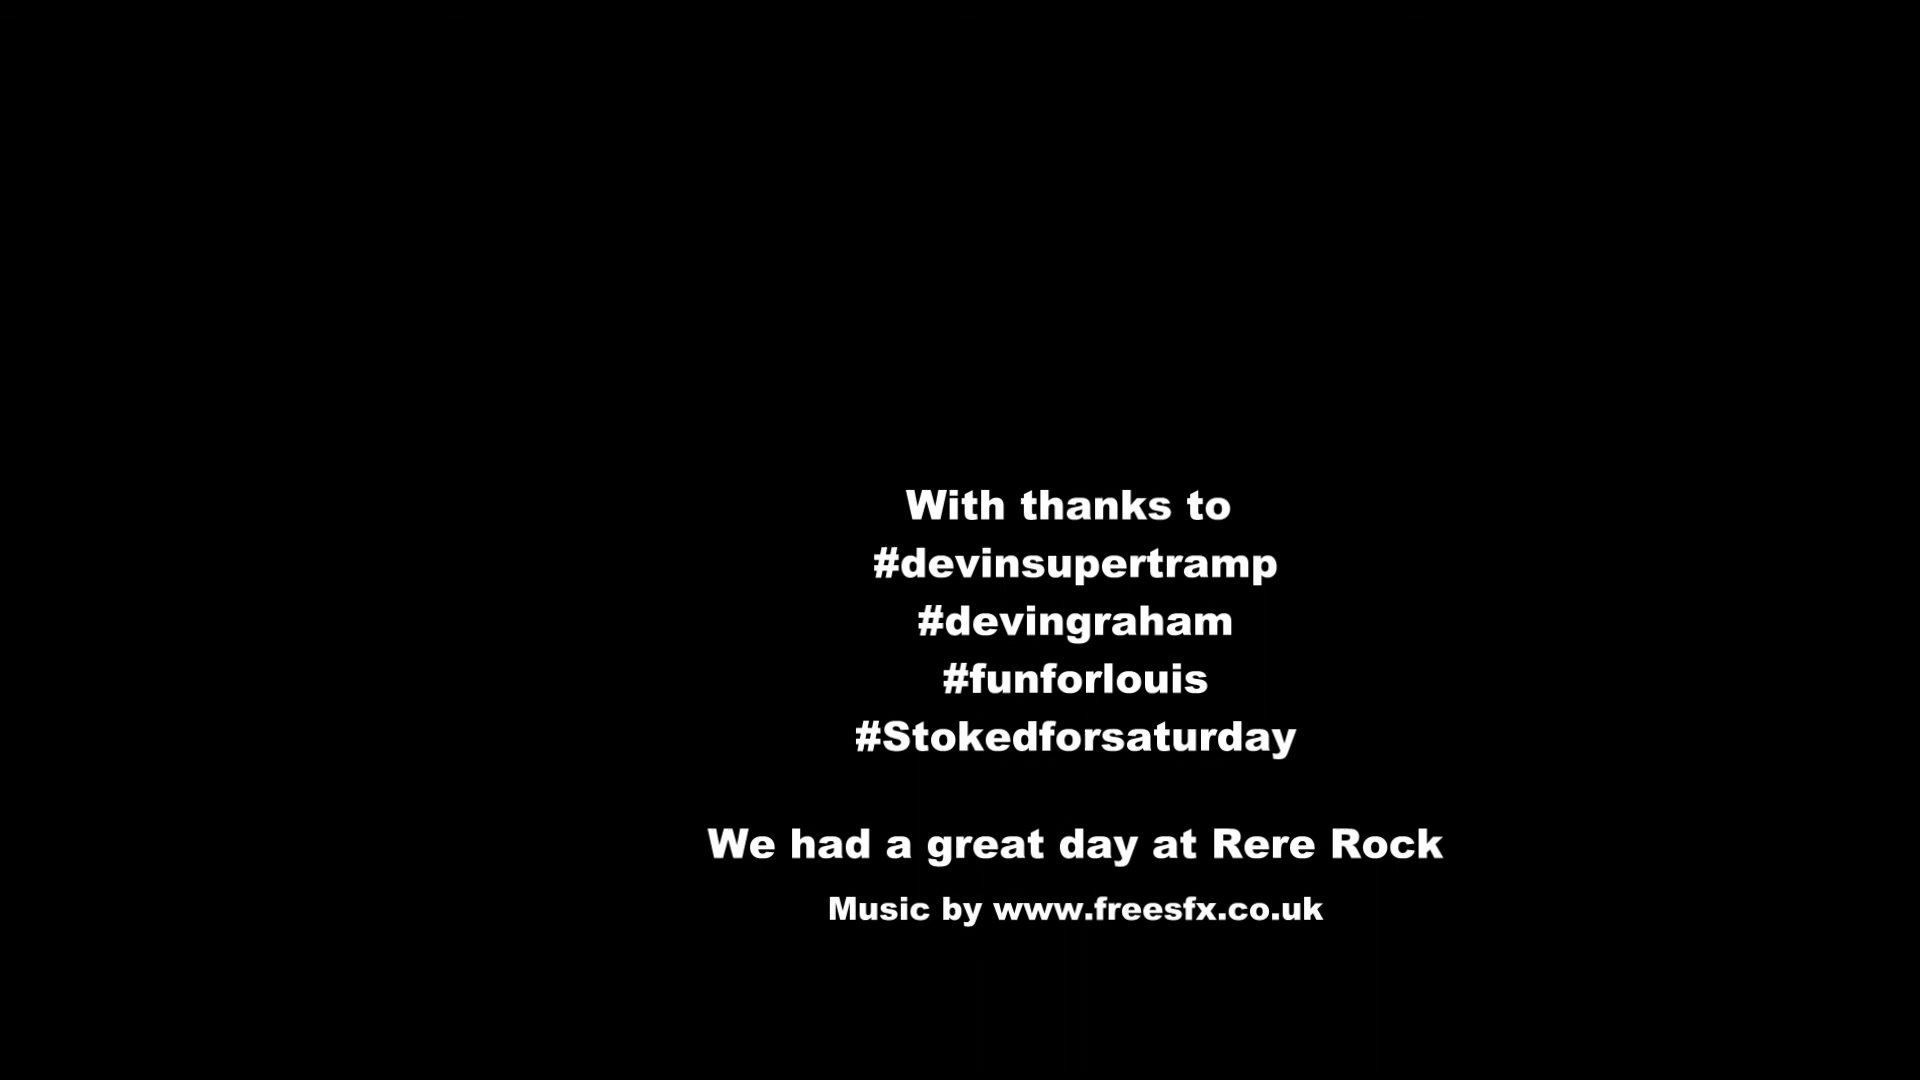 With thanks to
#devinsupertramp
#devingraham
#funforlouis
#Stokedforsaturday
We had a great day at Rere Rock
Music by www.freesfx.co.uk